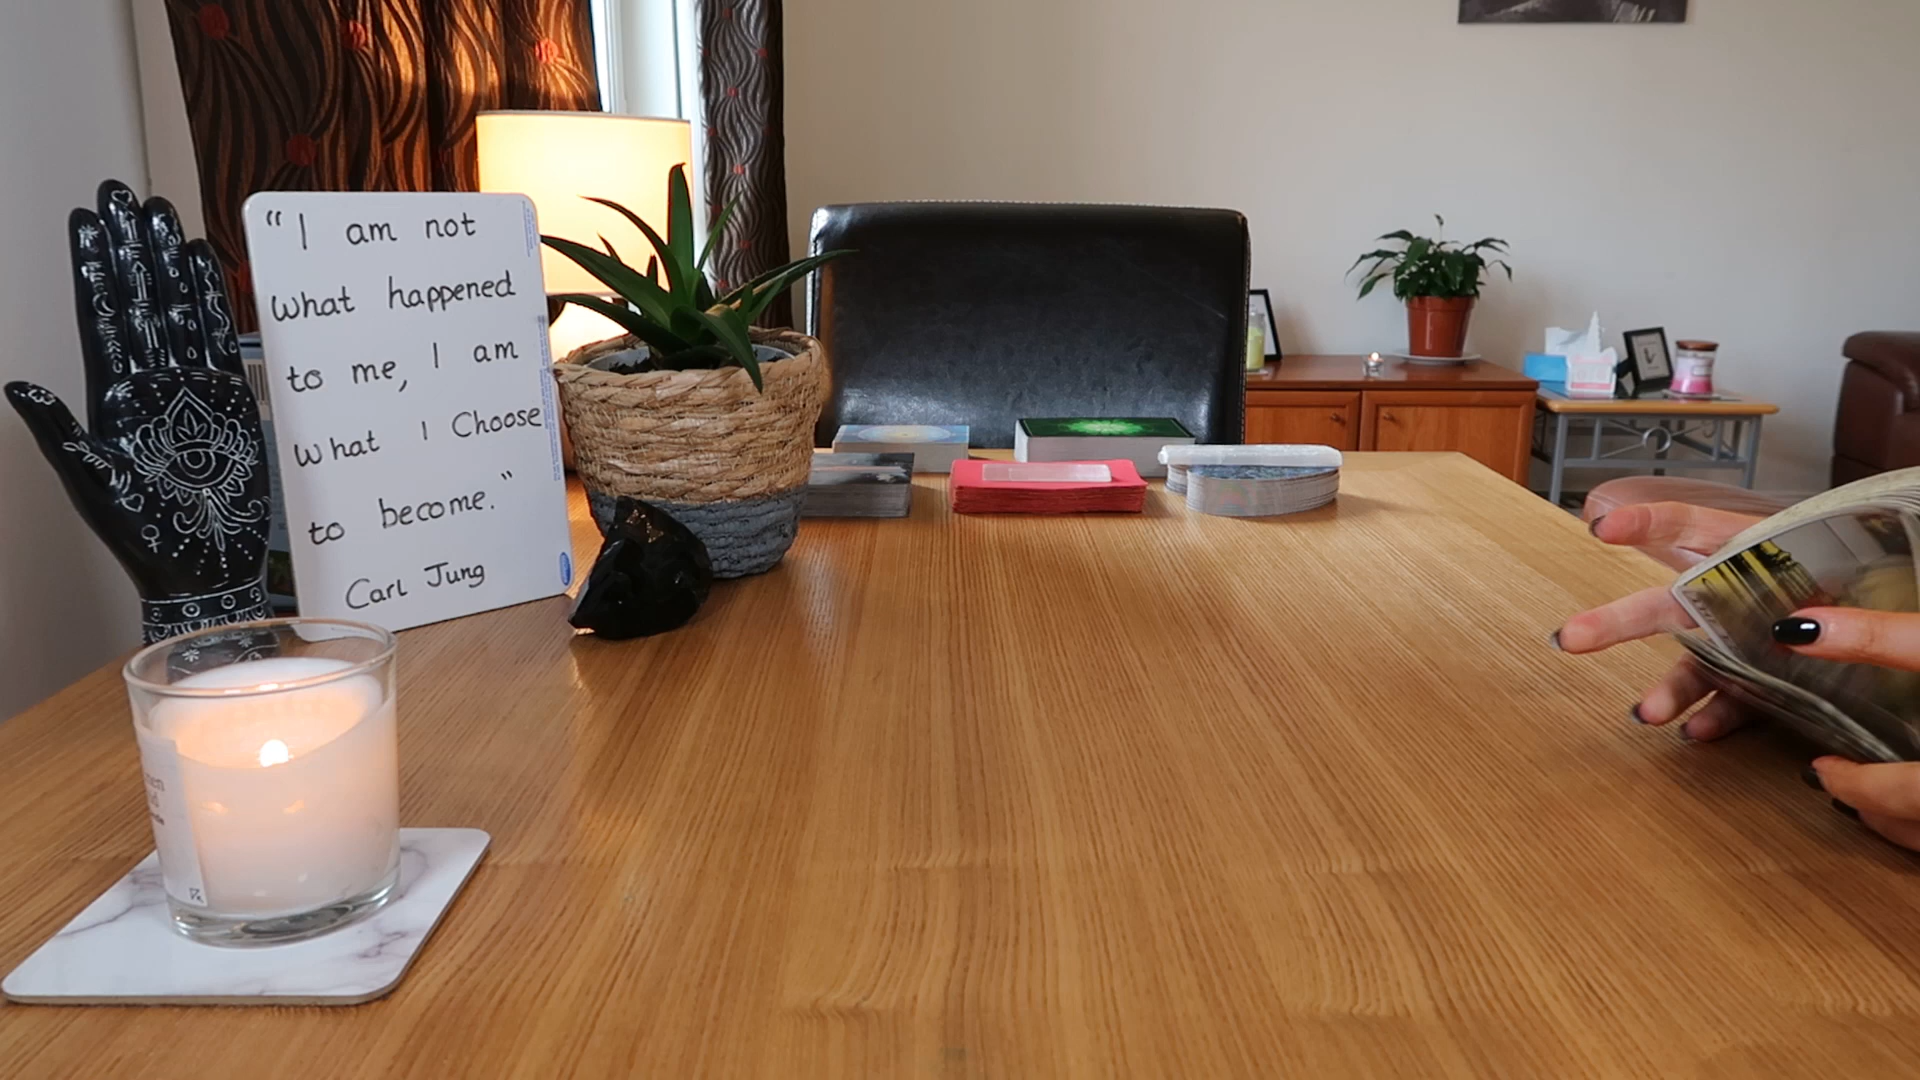 “ I am not
What happened
to me, I am
What I Choose
to become.”
Carl Jung